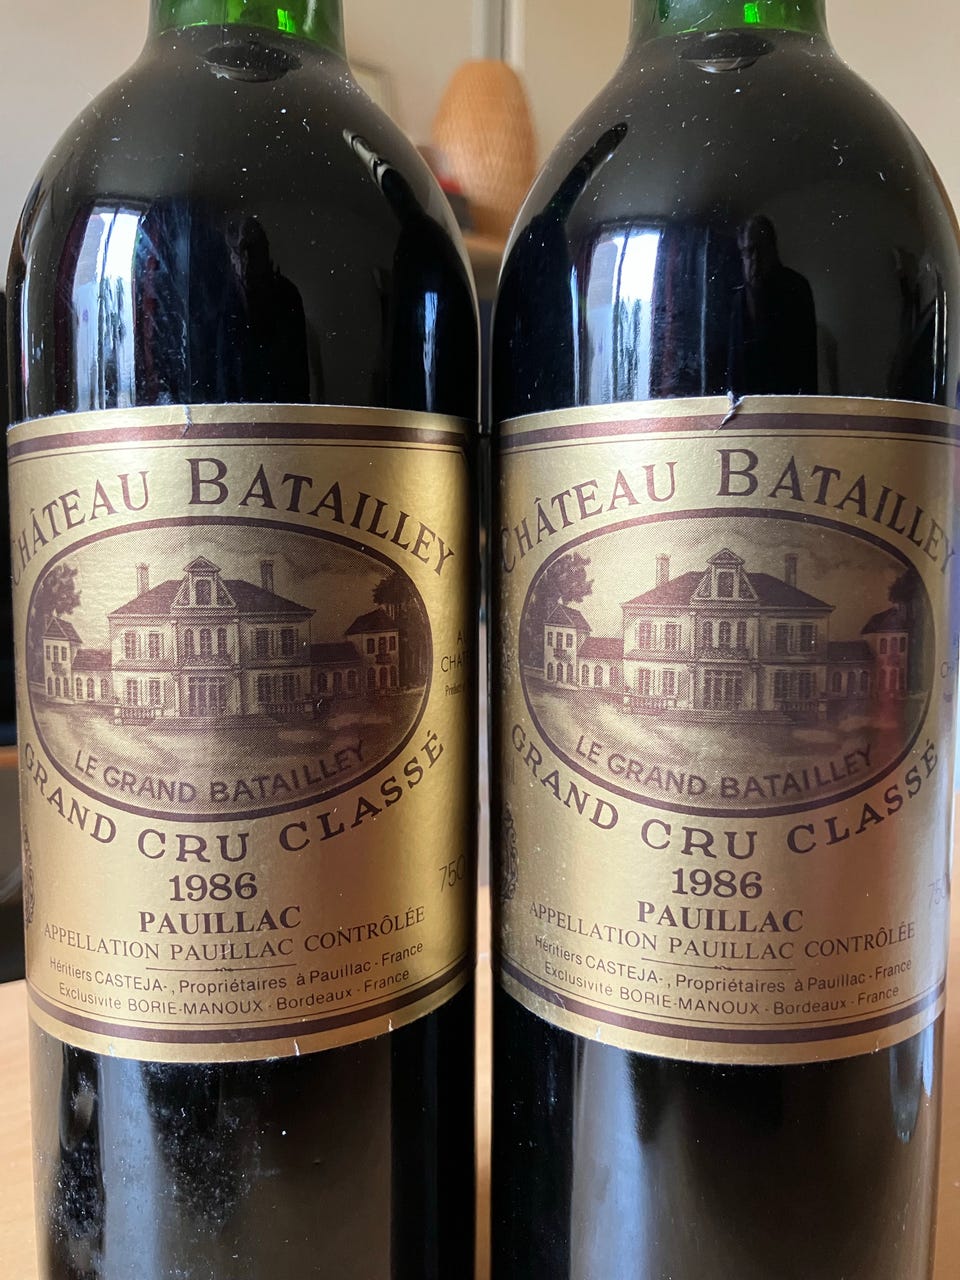 CHÂTEAU BATAILLEY
LE GRAND BATAILLEY
GRAND CRU CLASSÉ
1986
PAUILLAC
APPELLATION PAUILLAC CONTRÔLÉE
Héritiers CASTEJA-, Propriétaires à Pauillac - France
Exclusivité BORIE-MANOUX - Bordeaux - France
750
CHÂTEAU BATAILLEY
LE GRAND BATAILLEY
GRAND CRU CLASSÉ
1986
PAUILLAC
APPELLATION PAUILLAC CONTRÔLÉE
Héritiers CASTEJA-, Propriétaires à Pauillac - France
Exclusivité BORIE-MANOUX - Bordeaux - France